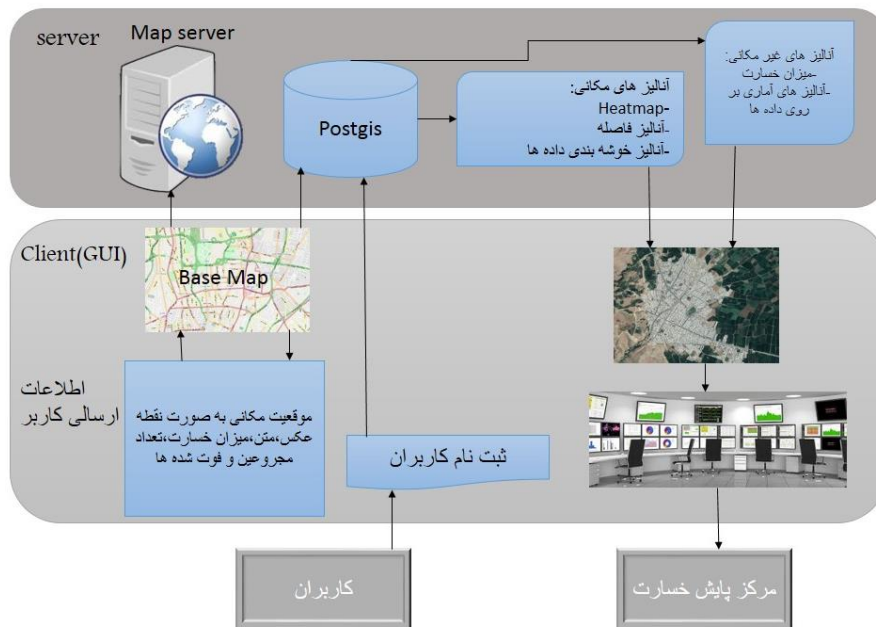 server
Map server
Postgis
آنالیز های مکانی:
-Heatmap
-آنالیز فاصله
-آنالیز خوشه بندی داده ها
آنالیز های غیر مکانی:
-میزان خسارت
-آنالیز های آماری بر
روی داده ها
Client(GUI)
Base Map
اطلاعات
ارسالی کاربر
موقعیت مکانی به صورت نقطه
عکس،متن،میزان خسارت،تعداد
مجروعین و فوت شده ها
ثبت نام کاربران
کاربران
مرکز پایش خسارت